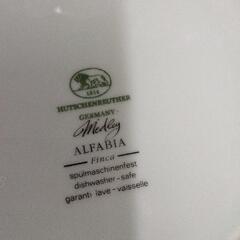 1814
HUTSCHENREUTHER
GERMANY
Medley
ALFABIA
Finca
spülmaschinenfest
dishwasher-safe
garanti lave-vaisselle